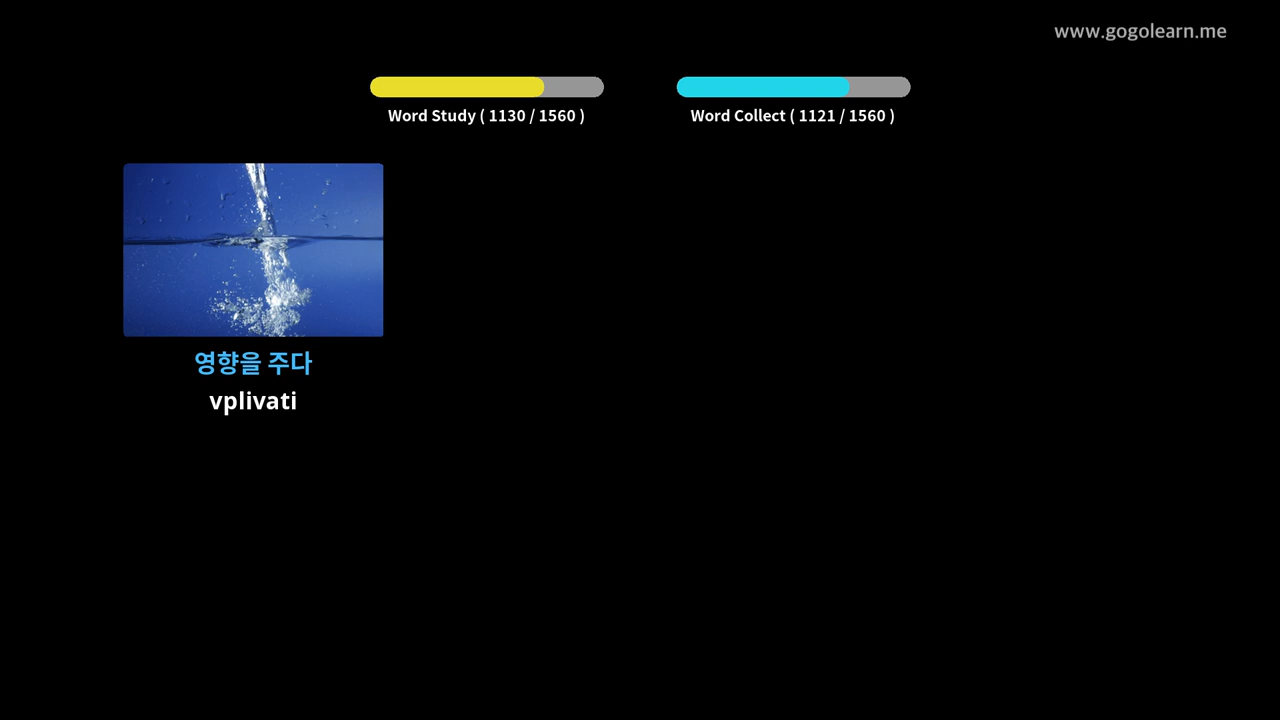 www.gogolearn.me
Word Study ( 1130 / 1560 )
Word Collect ( 1121 / 1560 )
영향을 주다
vplivati